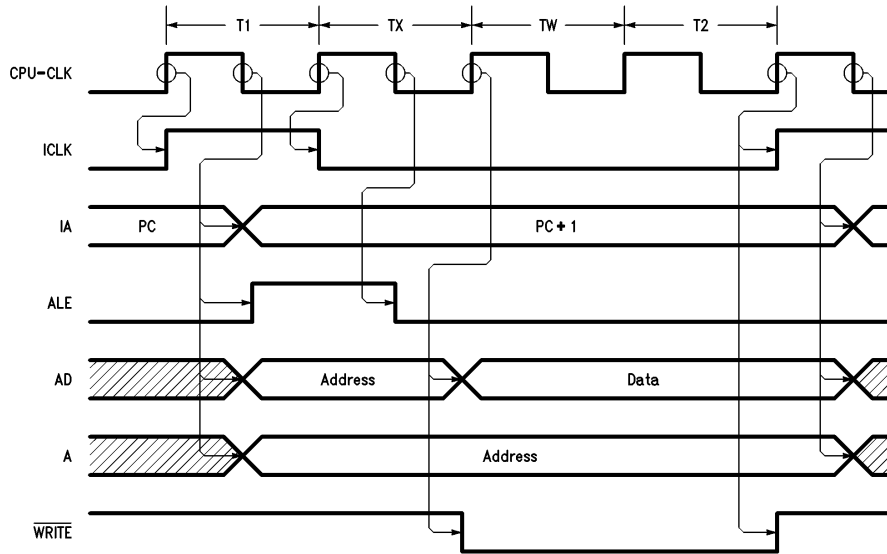 T1 TX TW T2
CPU-CLK
ICLK
IA PC PC + 1
ALE
AD Address Data
A Address
WRITE